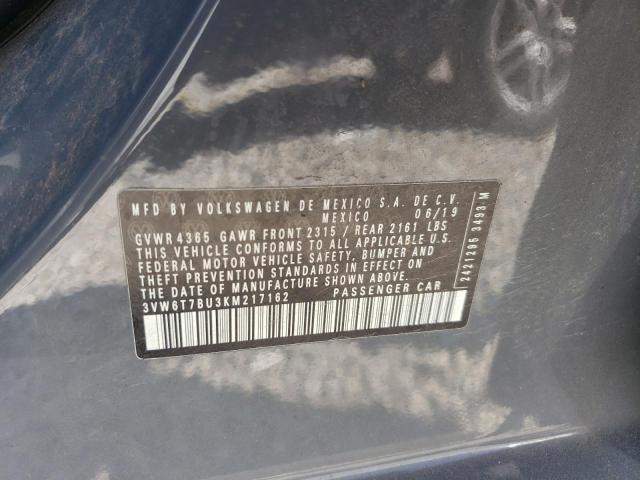 MFD BY VOLKSWAGEN DE MEXICO S.A. DE C.V.
MEXICO 06/19
GVWR 4365 GAWR FRONT 2315 / REAR 2161 LBS
THIS VEHICLE CONFORMS TO ALL APPLICABLE U.S.
FEDERAL MOTOR VEHICLE SAFETY, BUMPER AND
THEFT PREVENTION STANDARDS IN EFFECT ON
THE DATE OF MANUFACTURE SHOWN ABOVE.
3VW6T7BU3KM217162 PASSENGER CAR
2421295 3493 M